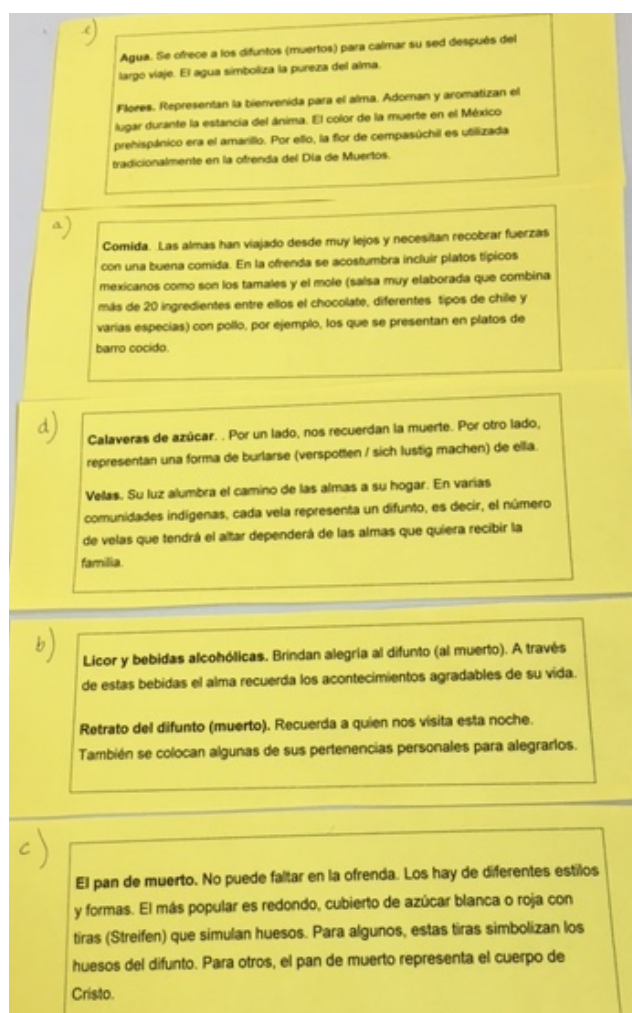 e)
Agua. Se ofrece a los difuntos (muertos) para calmar su sed después del
largo viaje. El agua simboliza la pureza del alma.
Flores. Representan la bienvenida para el alma. Adornan y aromatizan el
lugar durante la estancia del ánima. El color de la muerte en el México
prehispánico era el amarillo. Por ello, la flor de cempasúchil es utilizada
tradicionalmente en la ofrenda del Día de Muertos.
a)
Comida. Las almas han viajado desde muy lejos y necesitan recobrar fuerzas
con una buena comida. En la ofrenda se acostumbra incluir platos típicos
mexicanos como son los tamales y el mole (salsa muy elaborada que combina
más de 20 ingredientes entre ellos el chocolate, diferentes tipos de chile y
varias especias) con pollo, por ejemplo, los que se presentan en platos de
barro cocido.
d)
Calaveras de azúcar. . Por un lado, nos recuerdan la muerte. Por otro lado,
representan una forma de burlarse (verspotten / sich lustig machen) de ella.
Velas. Su luz alumbra el camino de las almas a su hogar. En varias
comunidades indígenas, cada vela representa un difunto, es decir, el número
de velas que tendrá el altar dependerá de las almas que quiera recibir la
familia.
b)
Licor y bebidas alcohólicas. Brindan alegría al difunto (al muerto). A través
de estas bebidas el alma recuerda los acontecimientos agradables de su vida.
Retrato del difunto (muerto). Recuerda a quien nos visita esta noche.
También se colocan algunas de sus pertenencias personales para alegrarlos.
c)
El pan de muerto. No puede faltar en la ofrenda. Los hay de diferentes estilos
y formas. El más popular es redondo, cubierto de azúcar blanca o roja con
tiras (Streifen) que simulan huesos. Para algunos, estas tiras simbolizan los
huesos del difunto. Para otros, el pan de muerto representa el cuerpo de
Cristo.